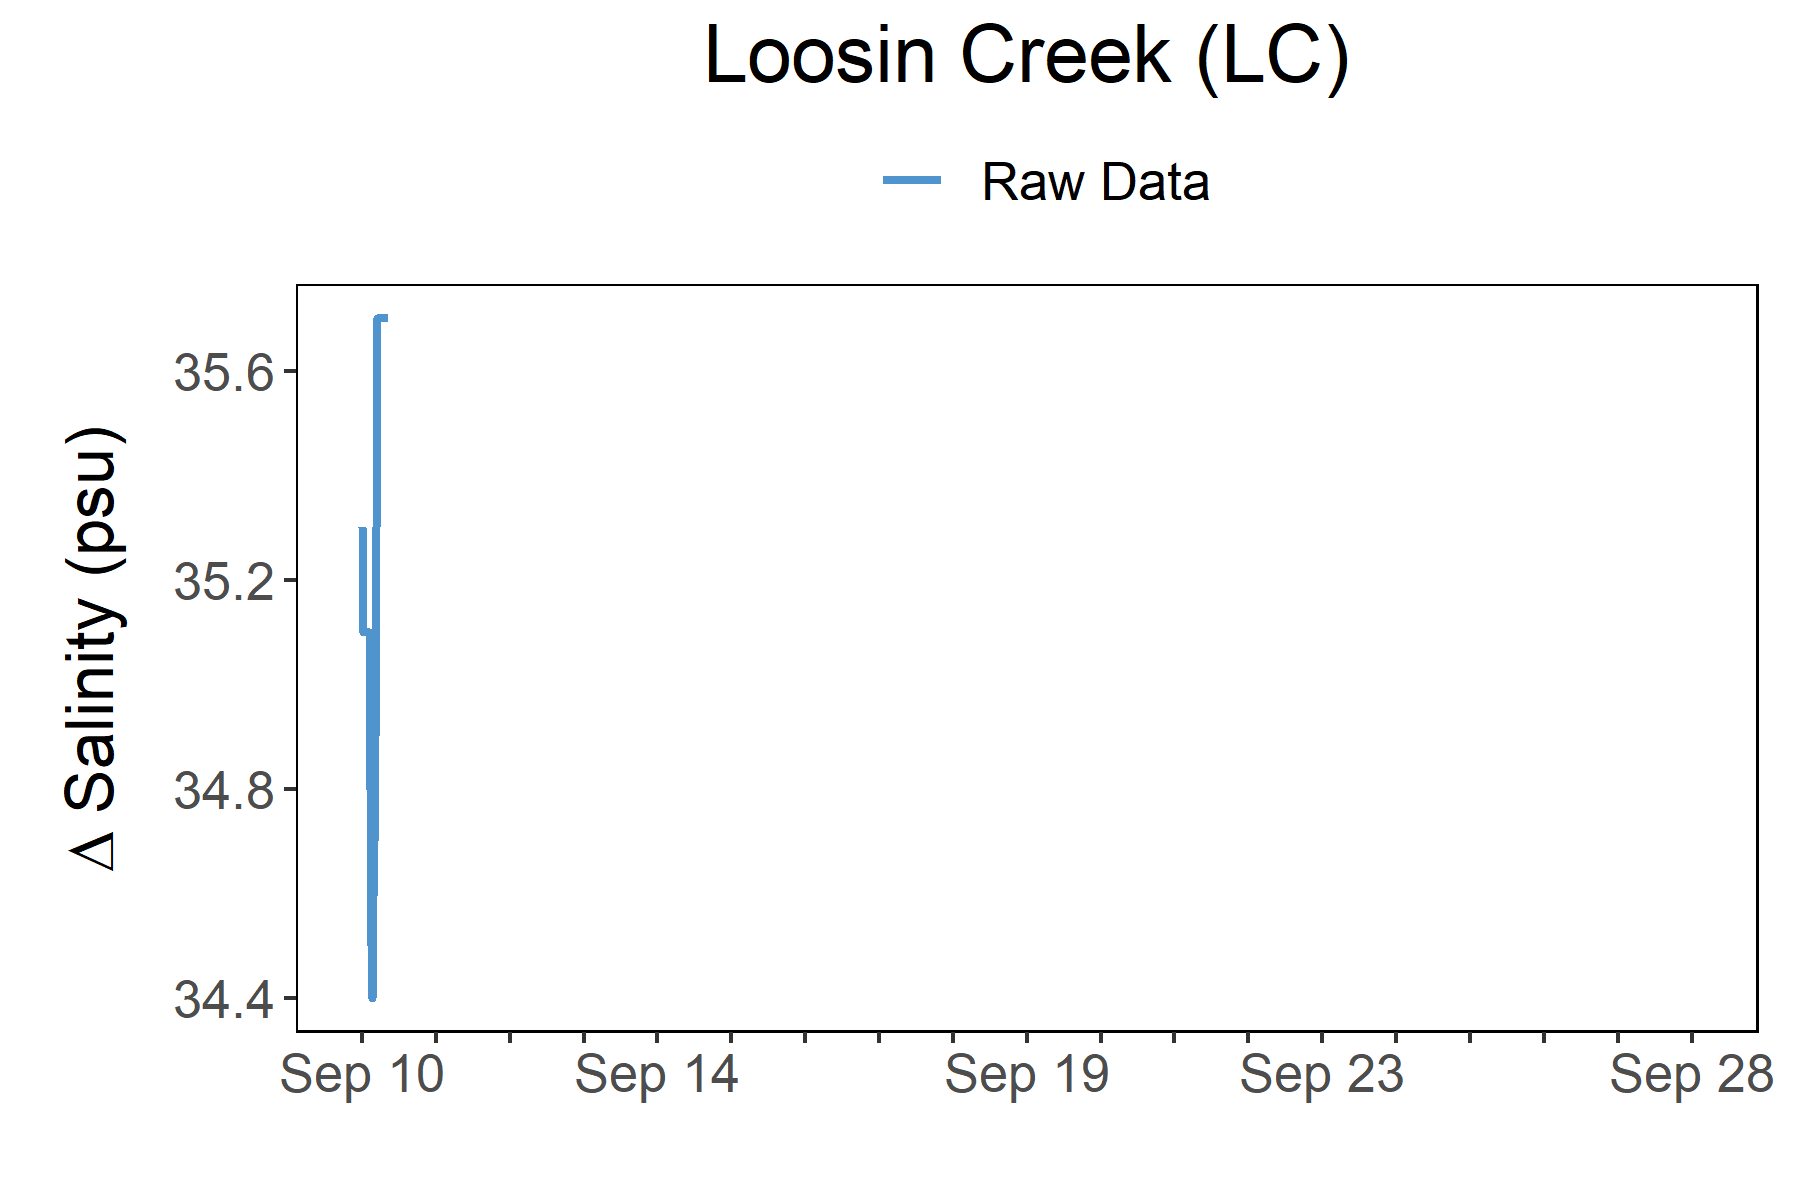 Loosin Creek (LC)
Raw Data
Δ Salinity (psu)
35.6
35.2
34.8
34.4
Sep 10 Sep 14 Sep 19 Sep 23 Sep 28